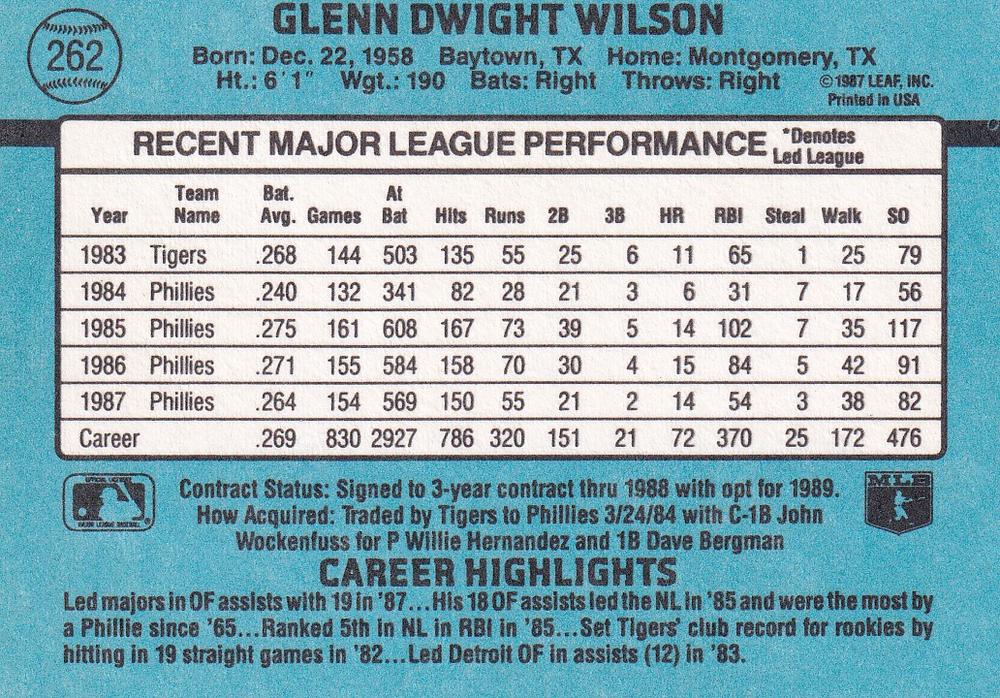 GLENN DWIGHT WILSON
262
Born: Dec. 22, 1958 Baytown, TX Home: Montgomery, TX
Ht.: 6'1" Wgt.: 190 Bats: Right Throws: Right
©1987 LEAF, INC.
Printed in USA
RECENT MAJOR LEAGUE PERFORMANCE *Denotes Led League
Year Team Name Bat. Avg. Games At Bat Hits Runs 2B 3B HR RBI Steal Walk SO
1983 Tigers .268 144 503 135 55 25 6 11 65 1 25 79
1984 Phillies .240 132 341 82 28 21 3 6 31 7 17 56
1985 Phillies .275 161 608 167 73 39 5 14 102 7 35 117
1986 Phillies .271 155 584 158 70 30 4 15 84 5 42 91
1987 Phillies .264 154 569 150 55 21 2 14 54 3 38 82
Career .269 830 2927 786 320 151 21 72 370 25 172 476
Contract Status: Signed to 3-year contract thru 1988 with opt for 1989.
How Acquired: Traded by Tigers to Phillies 3/24/84 with C-1B John
Wockenfuss for P Willie Hernandez and 1B Dave Bergman
MLB
MAJOR LEAGUE BASEBALL
CAREER HIGHLIGHTS
Led majors in OF assists with 19 in '87...His 18 OF assists led the NL in '85 and were the most by
a Phillie since '65...Ranked 5th in NL in RBI in '85...Set Tigers' club record for rookies by
hitting in 19 straight games in '82...Led Detroit OF in assists (12) in '83.